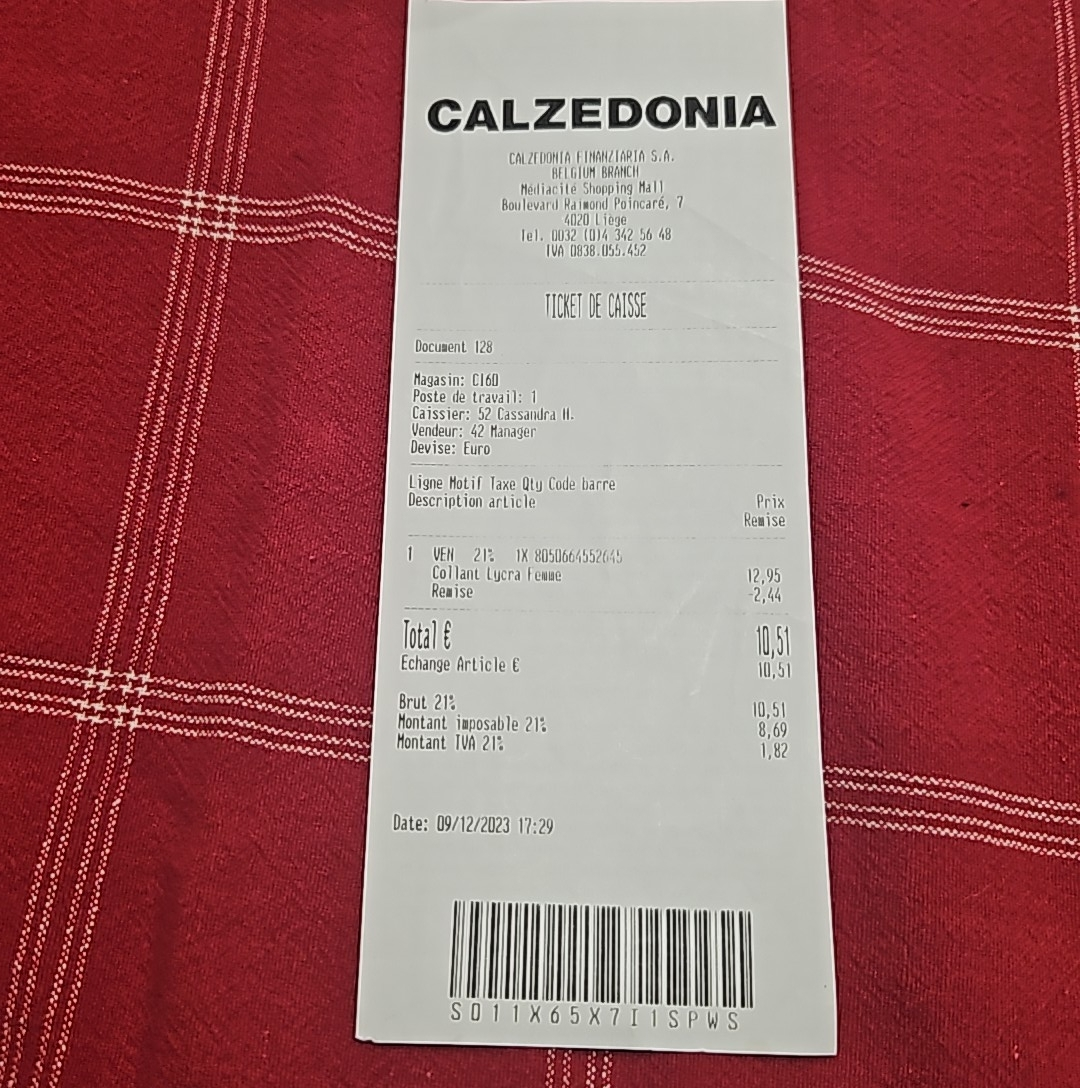 CALZEDONIA
CALZEDONIA FINANZIARIA S.A.
BELGIUM BRANCH
Médiacité Shopping Mall
Boulevard Raimond Poincaré, 7
4020 Liège
Tel. 0032 (0)4 342 56 48
IVA 0838.055.452
TICKET DE CAISSE
Document 128
Magasin: CI60
Poste de travail: 1
Caissier: 52 Cassandra H.
Vendeur: 42 Manager
Devise: Euro
Ligne Motif Taxe Qty Code barre
Description article Prix
Remise
1 VEN 21% 1X 8050664552645
Collant Lycra Femme 12,95
Remise -2,44
Total € 10,51
Echange Article € 10,51
Brut 21% 10,51
Montant imposable 21% 8,69
Montant IVA 21% 1,82
Date: 09/12/2023 17:29
S011X65X7I1SPWS